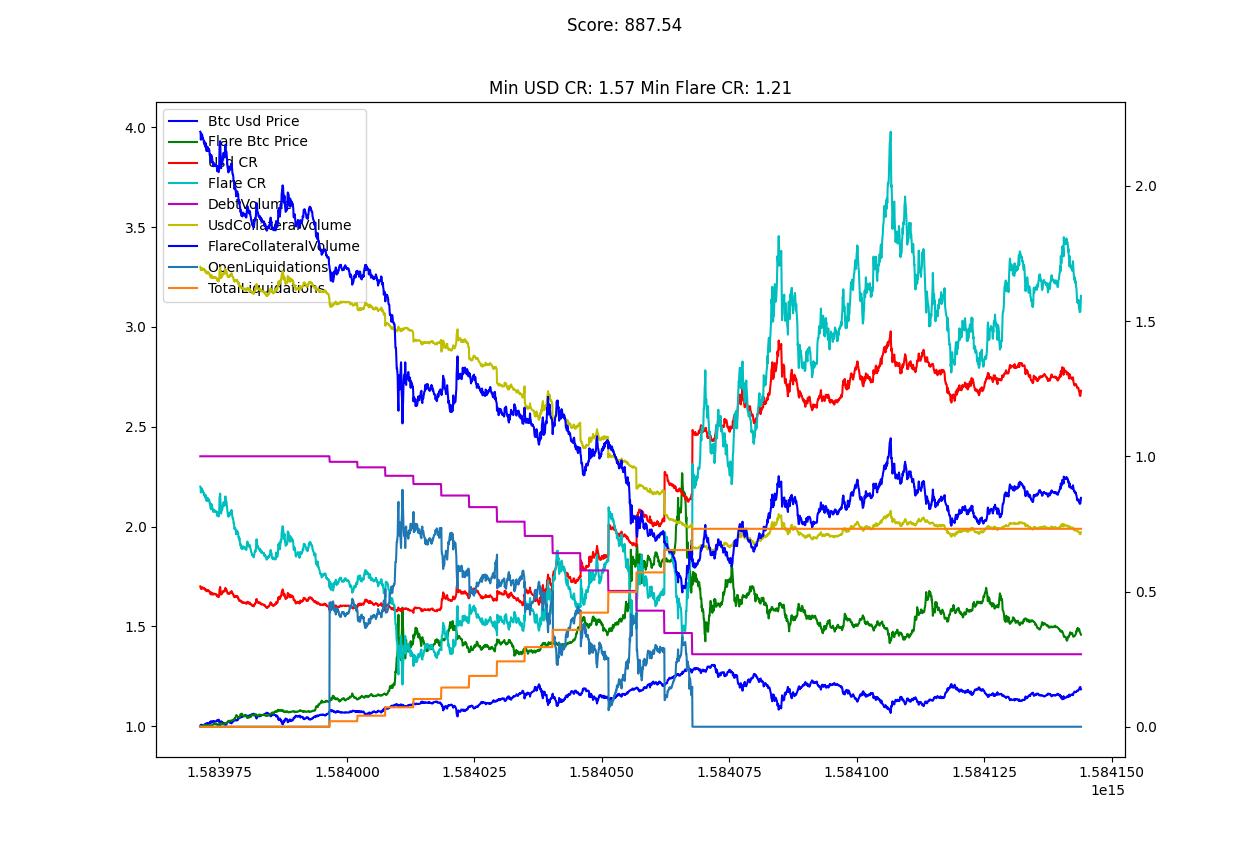 Score: 887.54
Min USD CR: 1.57 Min Flare CR: 1.21
Btc Usd Price
Flare Btc Price
Usd CR
Flare CR
DebtVolume
UsdCollateralVolume
FlareCollateralVolume
OpenLiquidations
TotalLiquidations
4.0
3.5
3.0
2.5
2.0
1.5
1.0
2.0
1.5
1.0
0.5
0.0
1.583975 1.584000 1.584025 1.584050 1.584075 1.584100 1.584125 1.584150
1e15